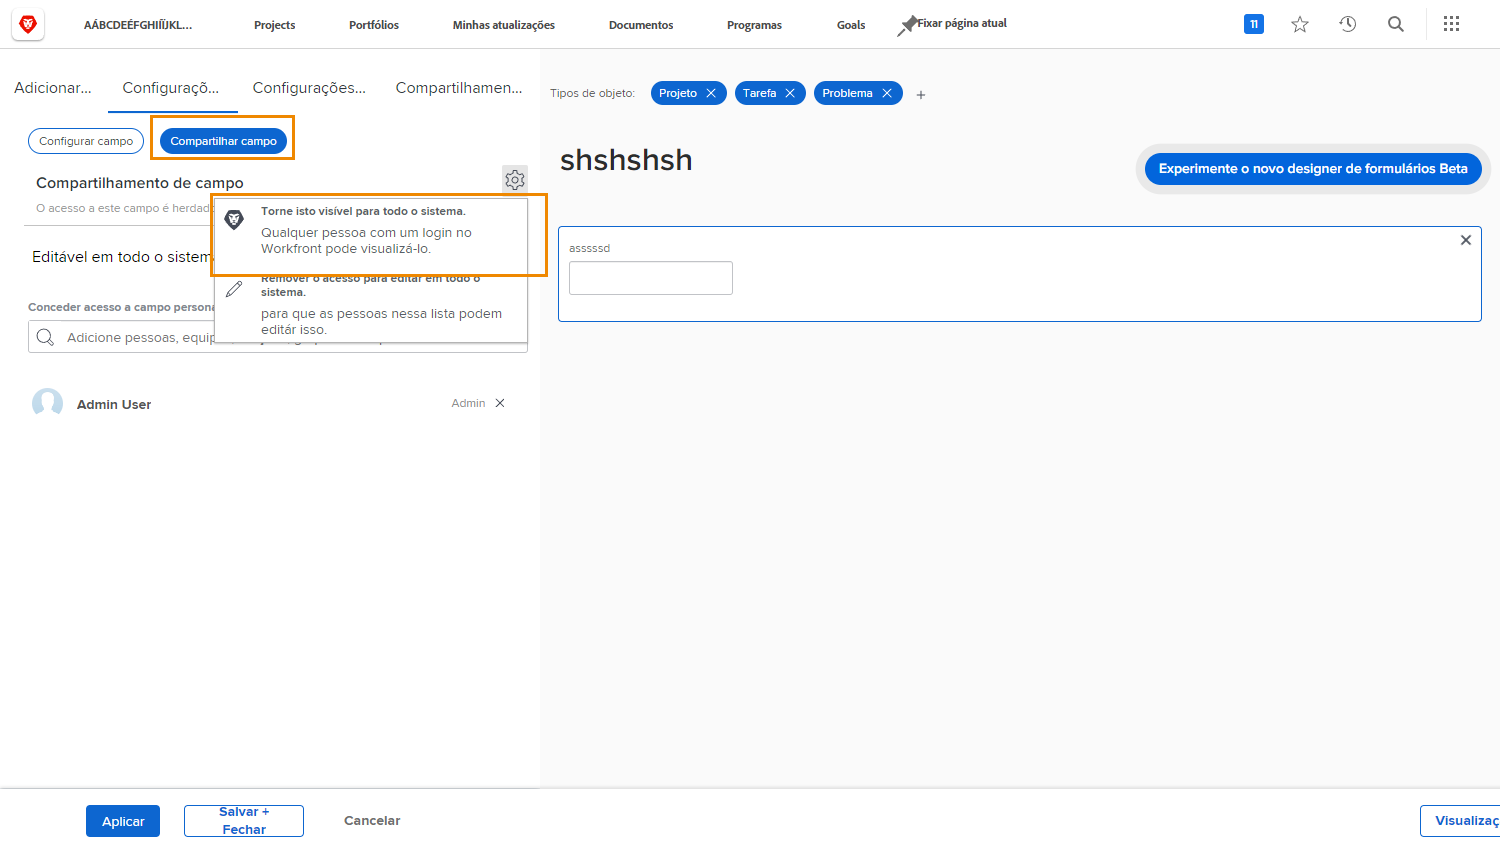 AÁBCDEÉFGHIÍÏJKL...
Projects
Portfólios
Minhas atualizações
Documentos
Programas
Goals
Fixar página atual
11
Adicionar...
Configuraçõ...
Configurações...
Compartilhamen...
Tipos de objeto:
Projeto
Tarefa
Problema
Configurar campo
Compartilhar campo
shshshsh
Experimente o novo designer de formulários Beta
Compartilhamento de campo
O acesso a este campo é herdad
Torne isto visível para todo o sistema.
Qualquer pessoa com um login no
Workfront pode visualizá-lo.
Editável em todo o sistema
Remover o acesso para editar em todo o
sistema.
para que as pessoas nessa lista podem
editár isso.
Conceder acesso a campo persona
Adicione pessoas, equip
asssssd
Admin User
Admin
Aplicar
Salvar +
Fechar
Cancelar
Visualizaç